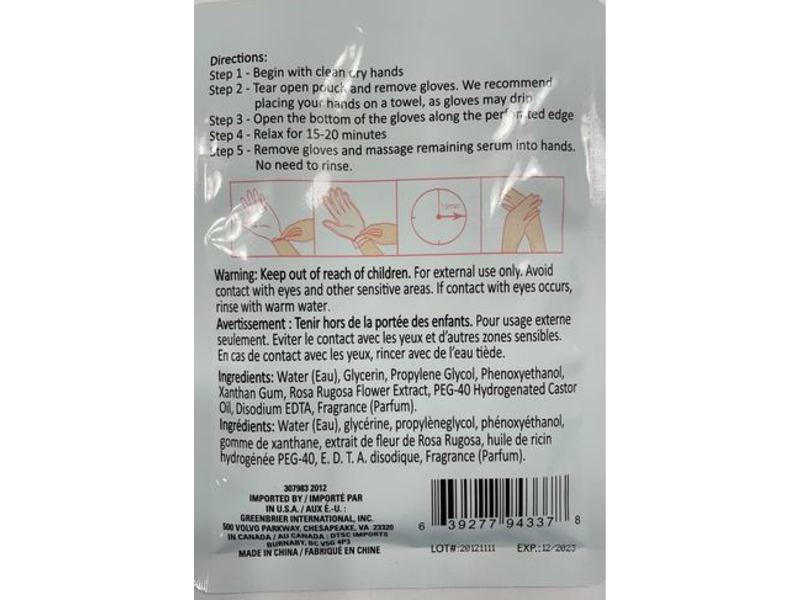 Directions:
Step 1 - Begin with clean dry hands
Step 2 - Tear open pouch and remove gloves. We recommend
placing your hands on a towel, as gloves may drip
Step 3 - Open the bottom of the gloves along the perforated edge
Step 4 - Relax for 15-20 minutes
Step 5 - Remove gloves and massage remaining serum into hands.
No need to rinse.
Warning: Keep out of reach of children. For external use only. Avoid
contact with eyes and other sensitive areas. If contact with eyes occurs,
rinse with warm water.
Avertissement : Tenir hors de la portée des enfants. Pour usage externe
seulement. Eviter le contact avec les yeux et d'autres zones sensibles.
En cas de contact avec les yeux, rincer avec de l'eau tiède.
Ingredients: Water (Eau), Glycerin, Propylene Glycol, Phenoxyethanol,
Xanthan Gum, Rosa Rugosa Flower Extract, PEG-40 Hydrogenated Castor
Oil, Disodium EDTA, Fragrance (Parfum).
Ingrédients: Water (Eau), glycérine, propylèneglycol, phénoxyéthanol,
gomme de xanthane, extrait de fleur de Rosa Rugosa, huile de ricin
hydrogénée PEG-40, E. D. T. A. disodique, Fragrance (Parfum).
307983 2012
IMPORTED BY / IMPORTÉ PAR
IN U.S.A. / AUX É.-U. :
GREENBRIER INTERNATIONAL, INC.
500 VOLVO PARKWAY, CHESAPEAKE, VA 23320
IN CANADA / AU CANADA : DTSC IMPORTS
BURNABY, BC V5G 4P3
MADE IN CHINA / FABRIQUÉ EN CHINE
6 39277 94337 8
LOT#:20121111 EXP.:12/2023